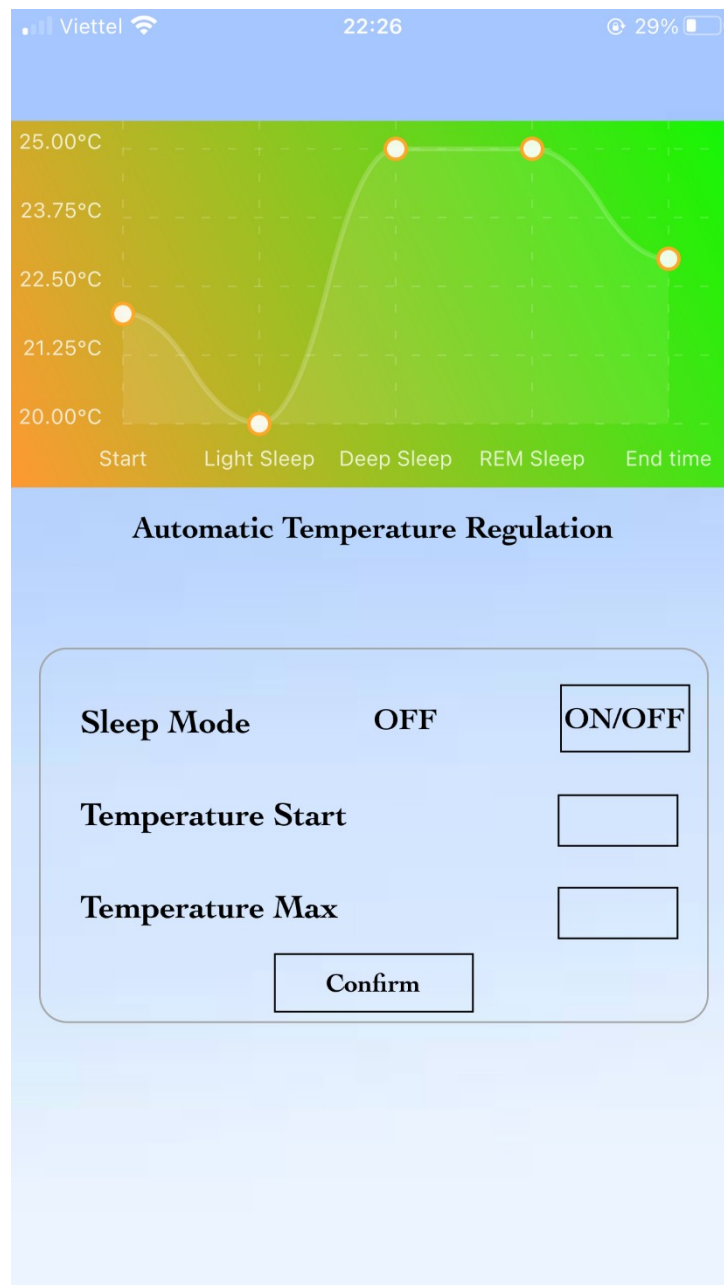 Viettel 22:26 29%
25.00°C
23.75°C
22.50°C
21.25°C
20.00°C
Start Light Sleep Deep Sleep REM Sleep End time
Automatic Temperature Regulation
Sleep Mode OFF ON/OFF
Temperature Start
Temperature Max
Confirm